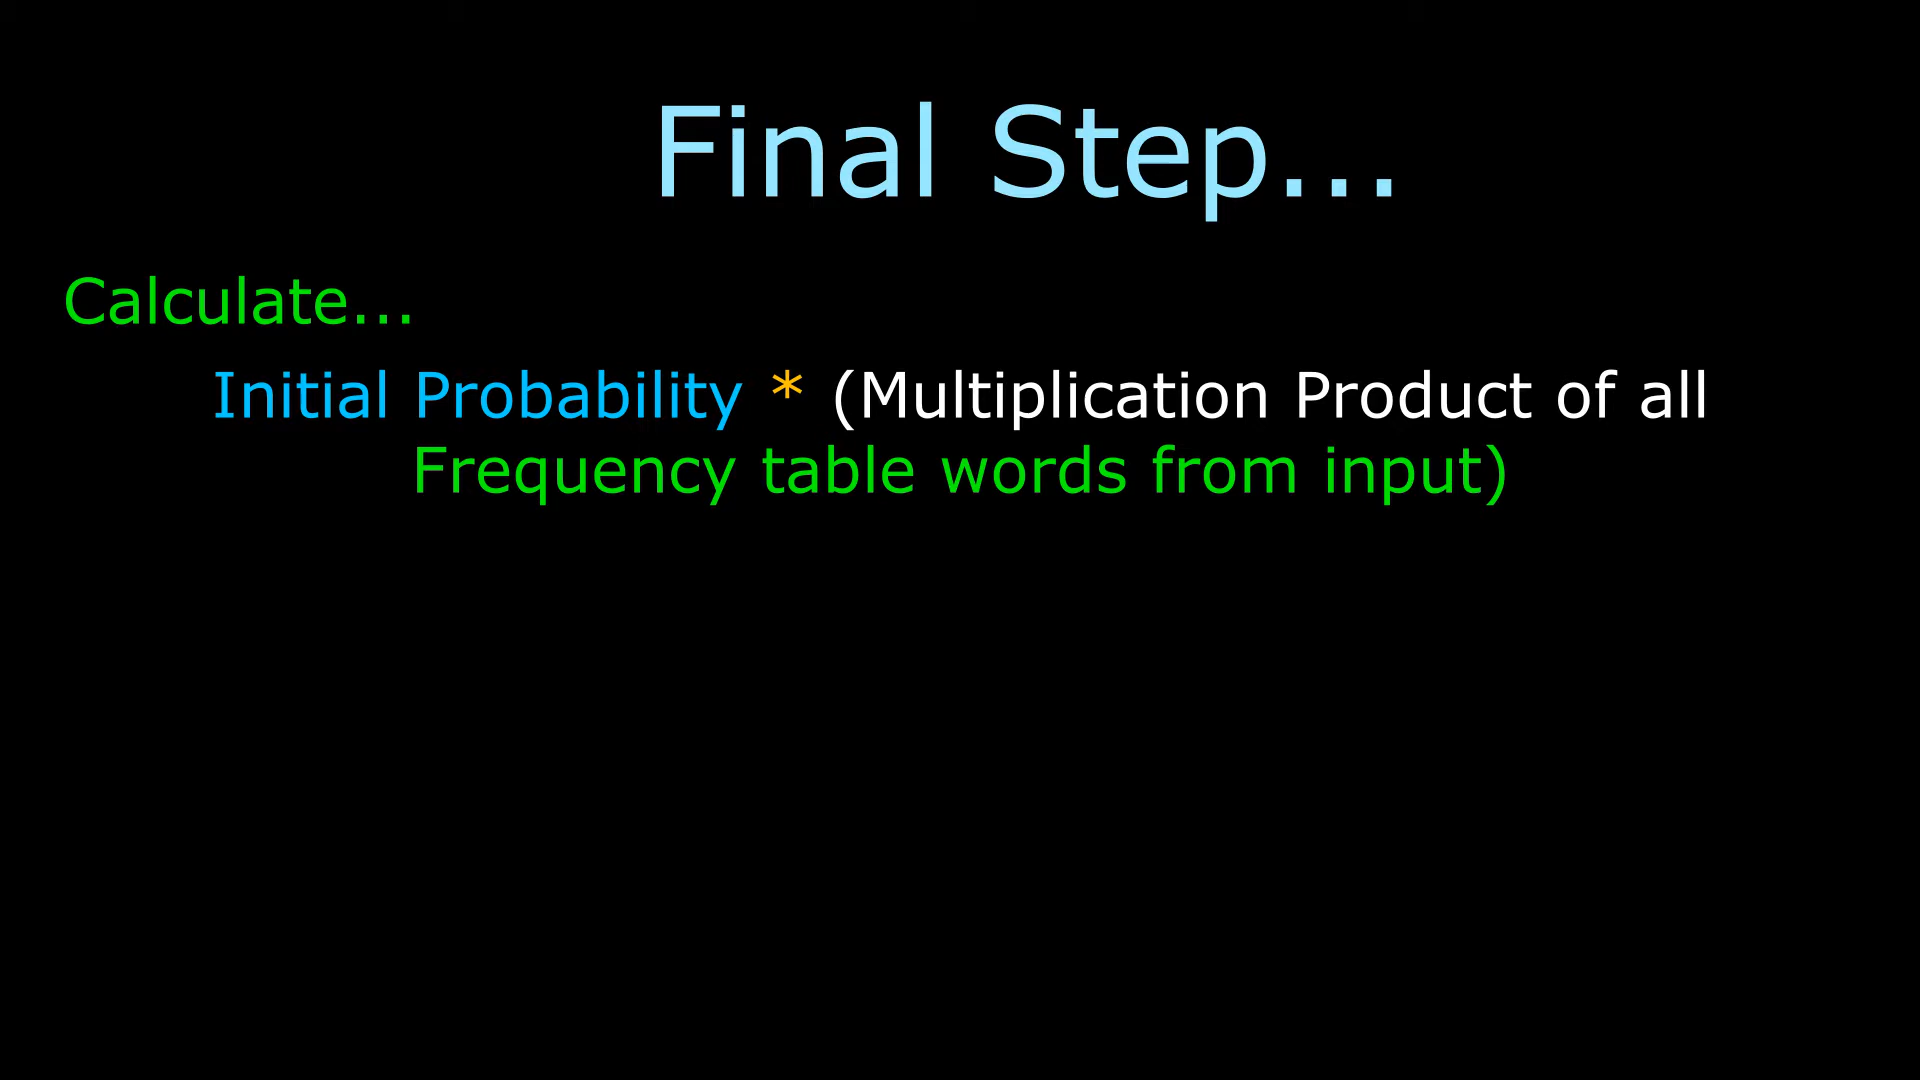 Final Step...
Calculate...
Initial Probability * (Multiplication Product of all
Frequency table words from input)